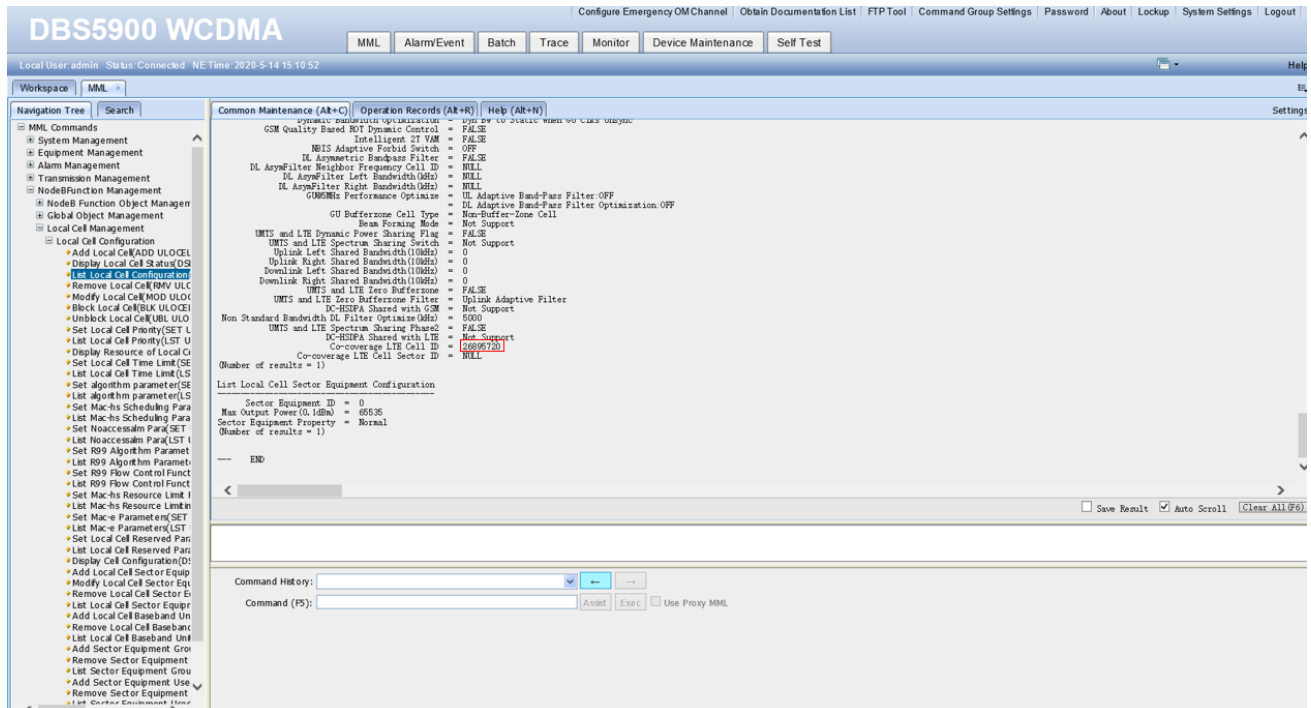 Configure Emergency OM Channel Obtain Documentation List FTP Tool Command Group Settings Password About Lockup System Settings Logout
DBS5900 WCDMA
MML Alarm/Event Batch Trace Monitor Device Maintenance Self Test
Local User:admin Status:Connected NE Time:2020-5-14 15:10:52
Help
Workspace MML
Navigation Tree Search
MML Commands
System Management
Equipment Management
Alarm Management
Transmission Management
NodeBFunction Management
NodeB Function Object Managem
Global Object Management
Local Cell Management
Local Cell Configuration
Add Local Cell(ADD ULOCEL
Display Local Cell Status(DS
List Local Cell Configuration(
Remove Local Cell(RMV ULC
Modify Local Cell(MOD ULOC
Block Local Cell(BLK ULOCEL
Unblock Local Cell(UBL ULO
Set Local Cell Priority(SET L
List Local Cell Priority(LST U
Display Resource of Local Ce
Set Local Cell Time Limit(SE
List Local Cell Time Limit(LS
Set algorithm parameter(SE
List algorithm parameter(LS
Set Mac-hs Scheduling Para
List Mac-hs Scheduling Para
Set Noaccessalm Para(SET
List Noaccessalm Para(LST U
Set R99 Algorithm Paramet
List R99 Algorithm Paramet
Set R99 Flow Control Funct
List R99 Flow Control Funct
Set Mac-hs Resource Limit
List Mac-hs Resource Limitin
Set Mac-e Parameters(SET
List Mac-e Parameters(LST
Set Local Cell Reserved Para
List Local Cell Reserved Para
Display Cell Configuration(DS
Add Local Cell Sector Equip
Modify Local Cell Sector Equ
Remove Local Cell Sector E
List Local Cell Sector Equipr
Add Local Cell Baseband Un
Remove Local Cell Baseband
List Local Cell Baseband Uni
Add Sector Equipment Grou
Remove Sector Equipment
List Sector Equipment Grou
Add Sector Equipment Use
Remove Sector Equipment
Common Maintenance (Alt+C) Operation Records (Alt+R) Help (Alt+N)
Settings
Dynamic Bandwidth Optimization = Dyn BW to Static when GU Clks Unsync
GSM Quality Based ROT Dynamic Control = FALSE
Intelligent 2T VAM = FALSE
NBIS Adaptive Forbid Switch = OFF
DL Asymmetric Bandpass Filter = FALSE
DL AsymFilter Neighbor Frequency Cell ID = NULL
DL AsymFilter Left Bandwidth(kHz) = NULL
DL AsymFilter Right Bandwidth(kHz) = NULL
GU@5MHz Performance Optimize = UL Adaptive Band-Pass Filter:OFF
= DL Adaptive Band-Pass Filter Optimization:OFF
GU Bufferzone Cell Type = Non-Buffer-Zone Cell
Beam Forming Mode = Not Support
UMTS and LTE Dynamic Power Sharing Flag = FALSE
UMTS and LTE Spectrum Sharing Switch = Not Support
Uplink Left Shared Bandwidth(10kHz) = 0
Uplink Right Shared Bandwidth(10kHz) = 0
Downlink Left Shared Bandwidth(10kHz) = 0
Downlink Right Shared Bandwidth(10kHz) = 0
UMTS and LTE Zero Bufferzone = FALSE
UMTS and LTE Zero Bufferzone Filter = Uplink Adaptive Filter
DC-HSDPA Shared with GSM = Not Support
Non Standard Bandwidth DL Filter Optimize(kHz) = 5000
UMTS and LTE Spectrum Sharing Phase2 = FALSE
DC-HSDPA Shared with LTE = Not Support
Co-coverage LTE Cell ID = 26895720
Co-coverage LTE Cell Sector ID = NULL
(Number of results = 1)
List Local Cell Sector Equipment Configuration
Sector Equipment ID = 0
Max Output Power(0.1dBm) = 65535
Sector Equipment Property = Normal
(Number of results = 1)
--- END
Save Result Auto Scroll Clear All(F6)
Command History: ← →
Command (F5): Assist Exec Use Proxy MML